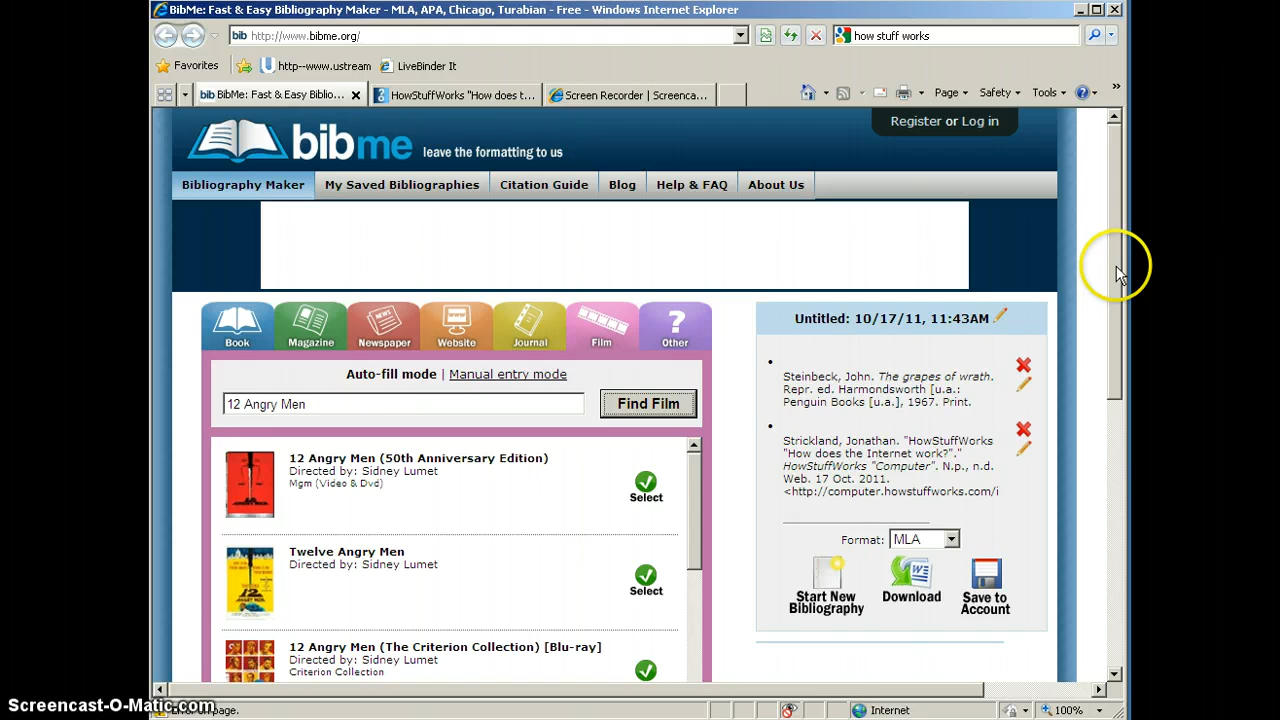 BibMe: Fast & Easy Bibliography Maker - MLA, APA, Chicago, Turabian - Free - Windows Internet Explorer
bib http://www.bibme.org/
how stuff works
Favorites
http--www.ustream
LiveBinder It
bib BibMe: Fast & Easy Biblio...
HowStuffWorks "How does t...
Screen Recorder | Screenca...
Page
Safety
Tools
»
bibme leave the formatting to us
Register or Log in
Bibliography Maker
My Saved Bibliographies
Citation Guide
Blog
Help & FAQ
About Us
Book
Magazine
NEWS
Newspaper
WWW
Website
Journal
Film
?
Other
Auto-fill mode | Manual entry mode
12 Angry Men
Find Film
12 Angry Men (50th Anniversary Edition)
Directed by: Sidney Lumet
Mgm (Video & Dvd)
Select
Twelve Angry Men
Directed by: Sidney Lumet
Select
12 Angry Men (The Criterion Collection) [Blu-ray]
Directed by: Sidney Lumet
Criterion Collection
Untitled: 10/17/11, 11:43AM
Steinbeck, John. The grapes of wrath.
Repr. ed. Harmondsworth [u.a.:
Penguin Books [u.a.], 1967. Print.
Strickland, Jonathan. "HowStuffWorks
"How does the Internet work?"."
HowStuffWorks "Computer". N.p., n.d.
Web. 17 Oct. 2011.
<http://computer.howstuffworks.com/i
Format: MLA
Start New
Bibliography
W
Download
Save to
Account
Error on page.
Internet
100%
Screencast-O-Matic.com